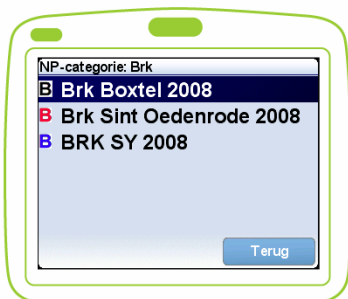 NP-categorie: Brk
B Brk Boxtel 2008
B Brk Sint Oedenrode 2008
B BRK SY 2008
Terug